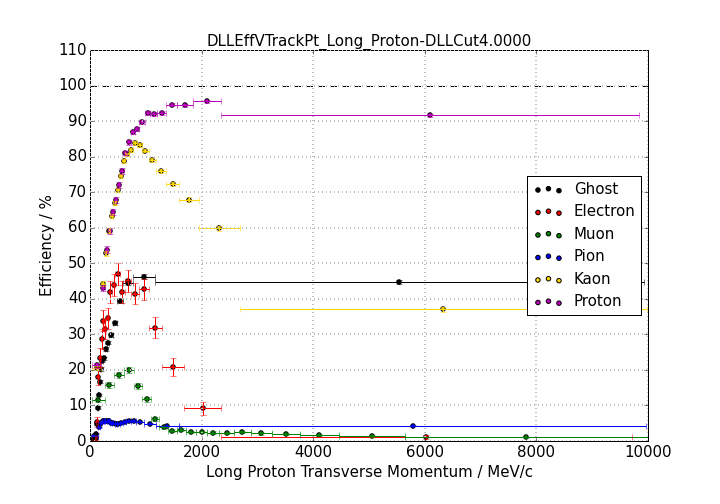 DLLEffVTrackPt_Long_Proton-DLLCut4.0000
110
100
90
80
70
60
50
40
30
20
10
0
Efficiency / %
Ghost
Electron
Muon
Pion
Kaon
Proton
0 2000 4000 6000 8000 10000
Long Proton Transverse Momentum / MeV/c